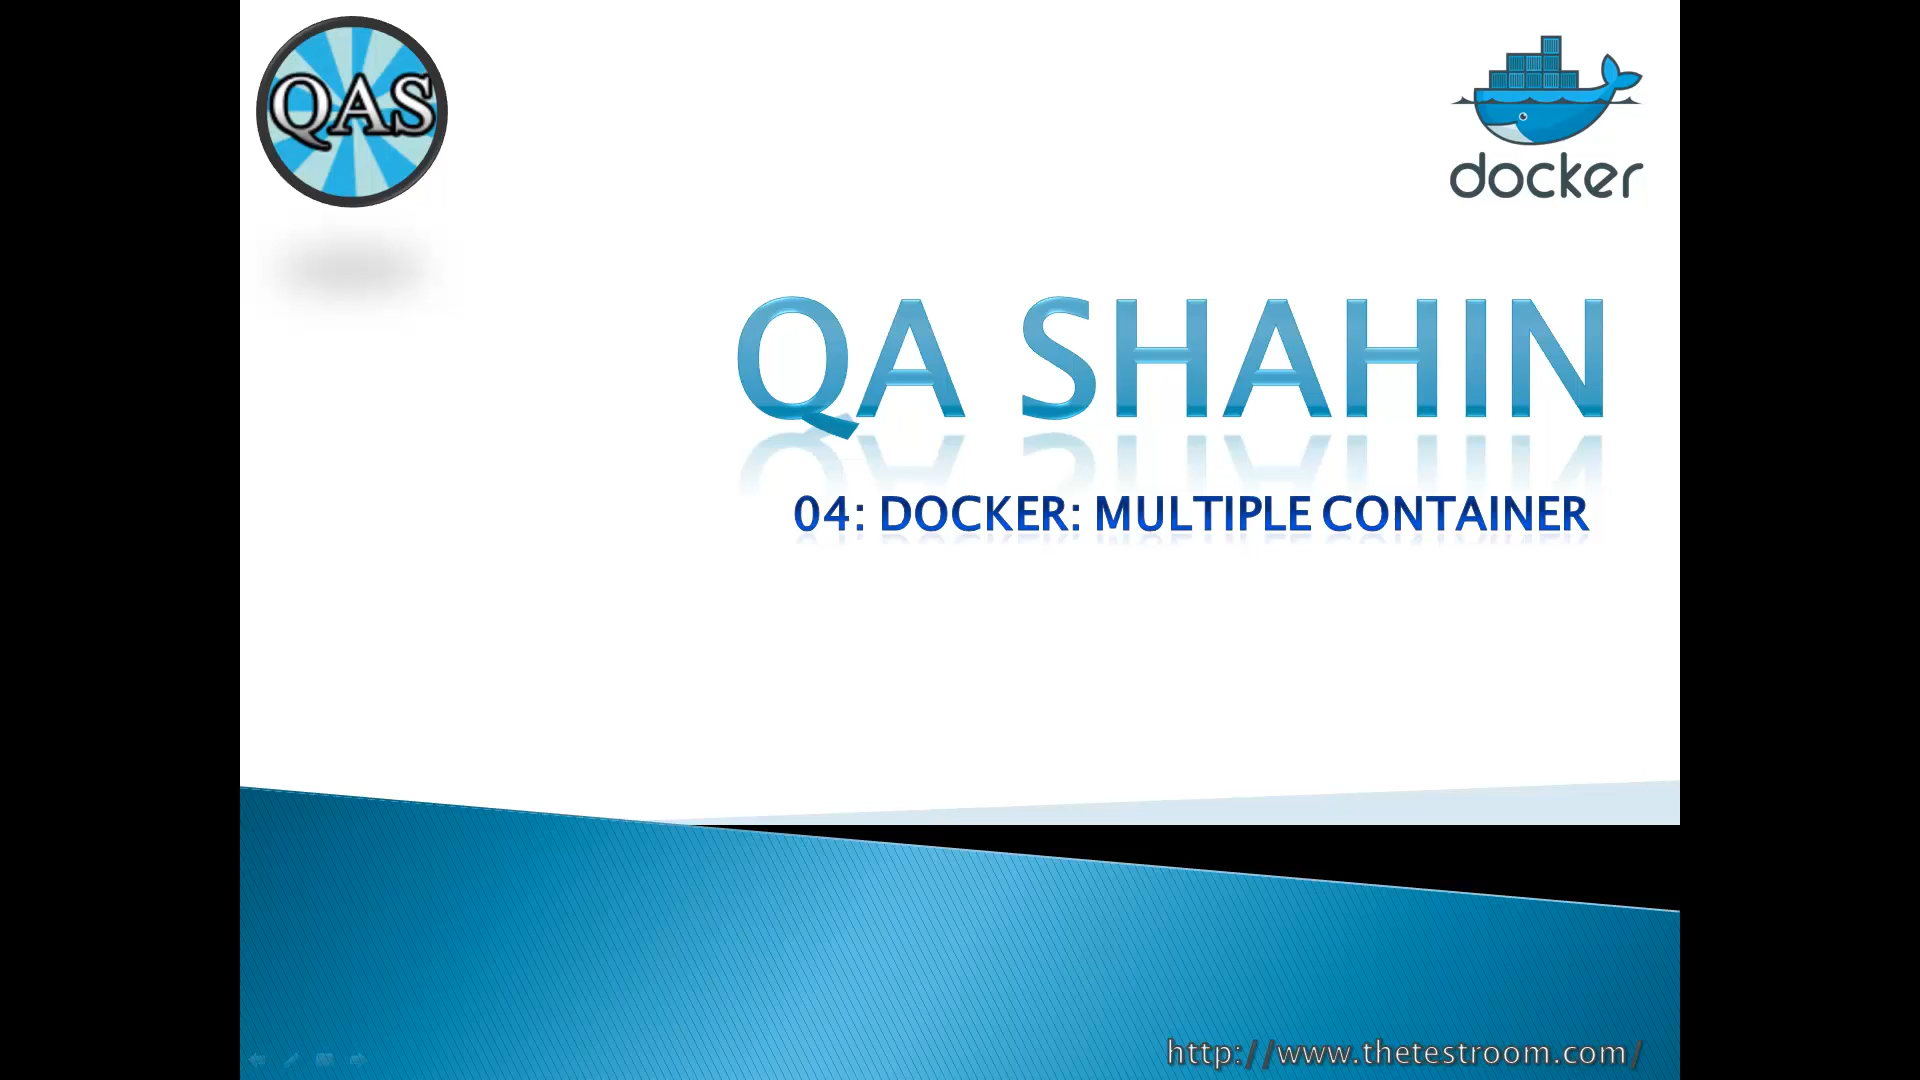 QAS
docker
QA SHAHIN
04: DOCKER: MULTIPLE CONTAINER
http://www.thetestroom.com/